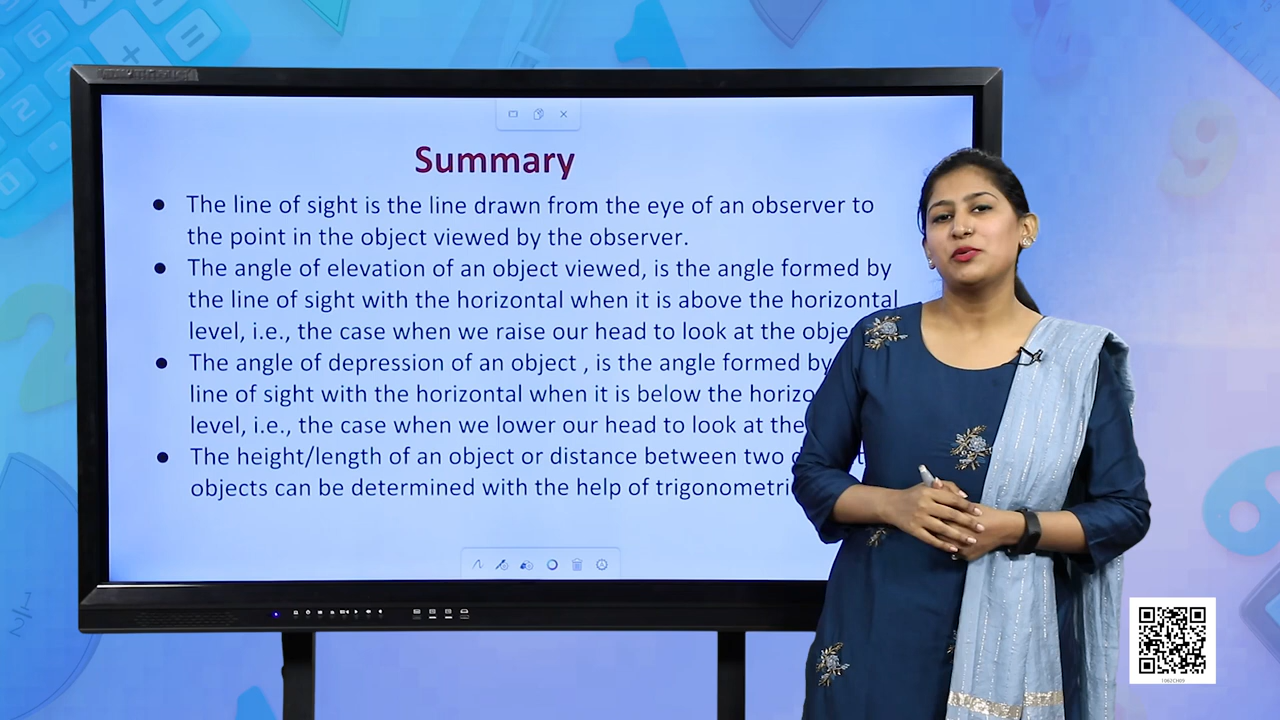 Summary
● The line of sight is the line drawn from the eye of an observer to
the point in the object viewed by the observer.
● The angle of elevation of an object viewed, is the angle formed by
the line of sight with the horizontal when it is above the horizontal
level, i.e., the case when we raise our head to look at the
● The angle of depression of an object , is the angle formed by
line of sight with the horizontal when it is below the
level, i.e., the case when we lower our head to look at the
● The height/length of an object or distance between two
objects can be determined with the help of
1062CH09